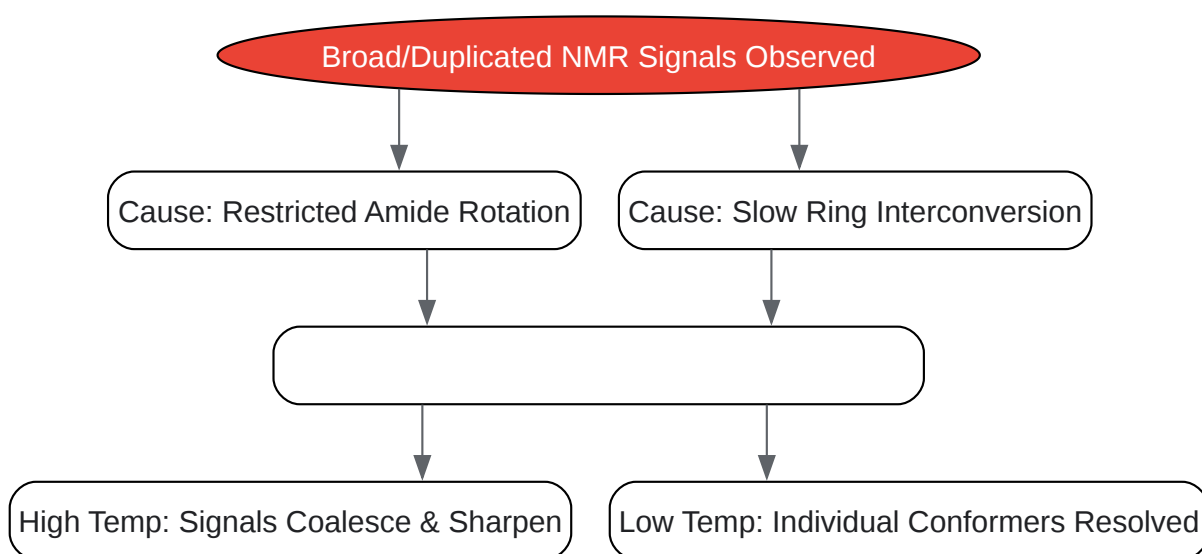 Broad/Duplicated NMR Signals Observed
Cause: Restricted Amide Rotation
Cause: Slow Ring Interconversion
High Temp: Signals Coalesce & Sharpen
Low Temp: Individual Conformers Resolved